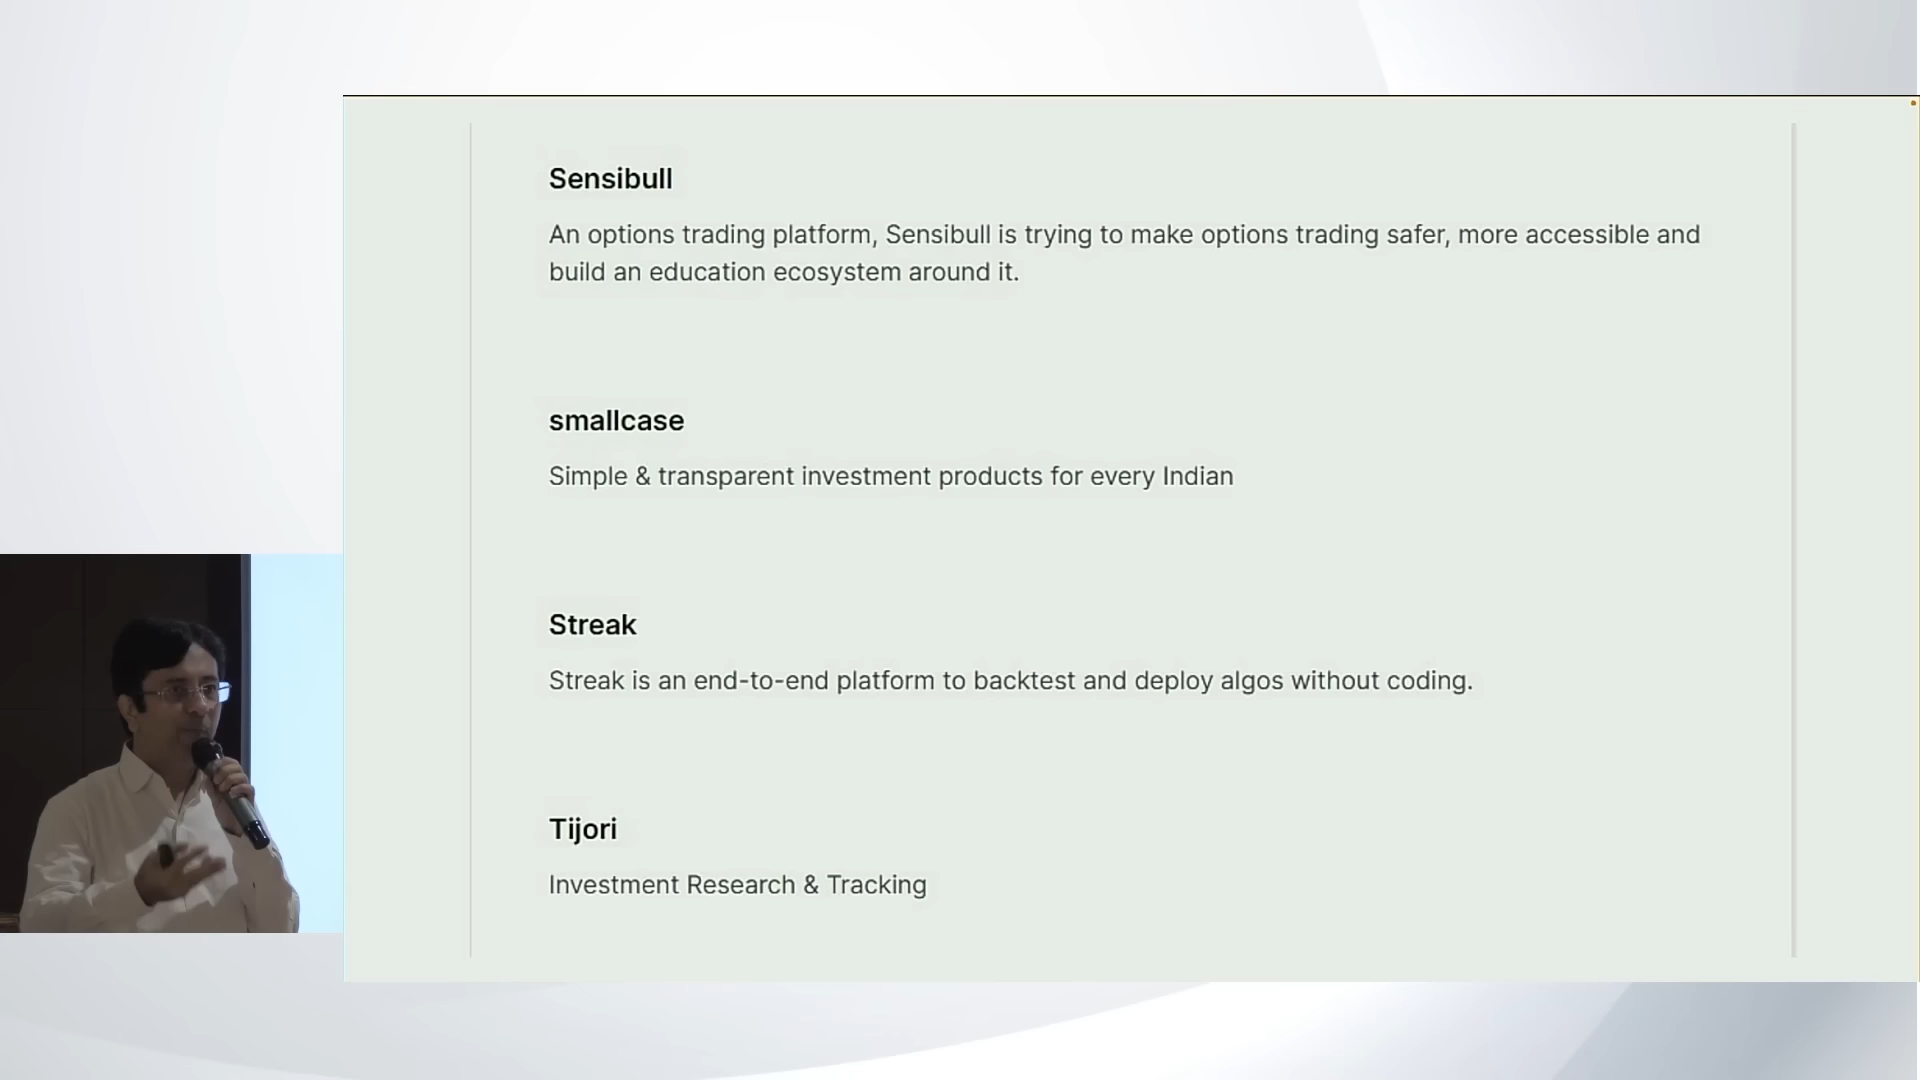 Sensibull
An options trading platform, Sensibull is trying to make options trading safer, more accessible and
build an education ecosystem around it.
smallcase
Simple & transparent investment products for every Indian
Streak
Streak is an end-to-end platform to backtest and deploy algos without coding.
Tijori
Investment Research & Tracking